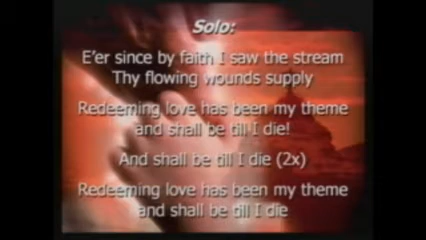 Solo:
E'er since by faith I saw the stream
Thy flowing wounds supply
Redeeming love has been my theme
and shall be till I die!
And shall be till I die (2x)
Redeeming love has been my theme
and shall be till I die